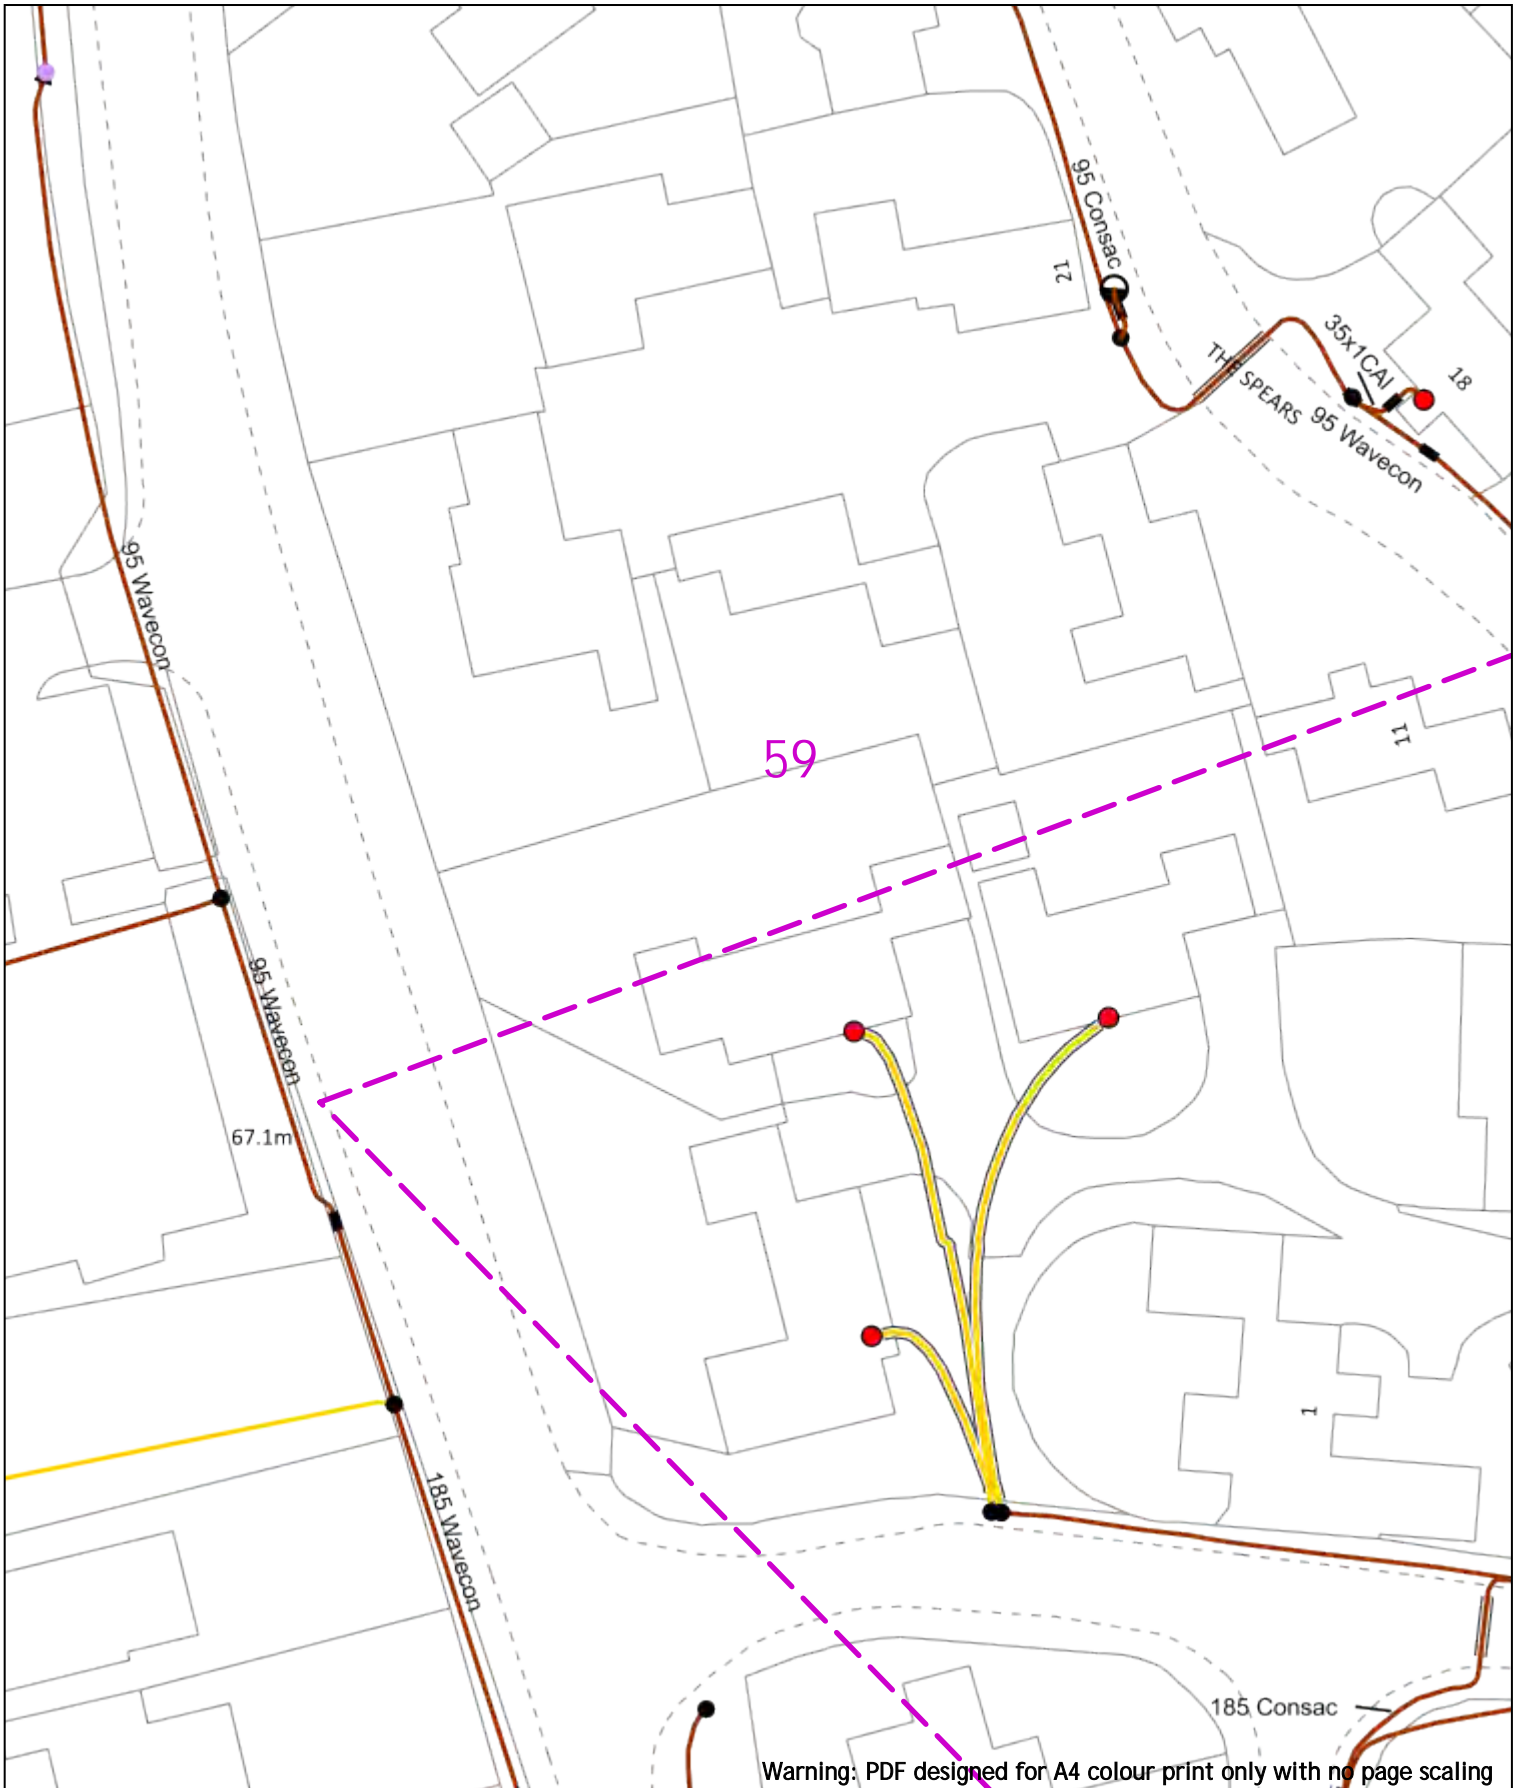 95 Consac
21
35x1CAI
18
THE SPEARS
95 Wavecon
95 Wavecon
11
59
95 Wavecon
67.1m
1
185 Wavecon
185 Consac
Warning: PDF designed for A4 colour print only with no page scaling